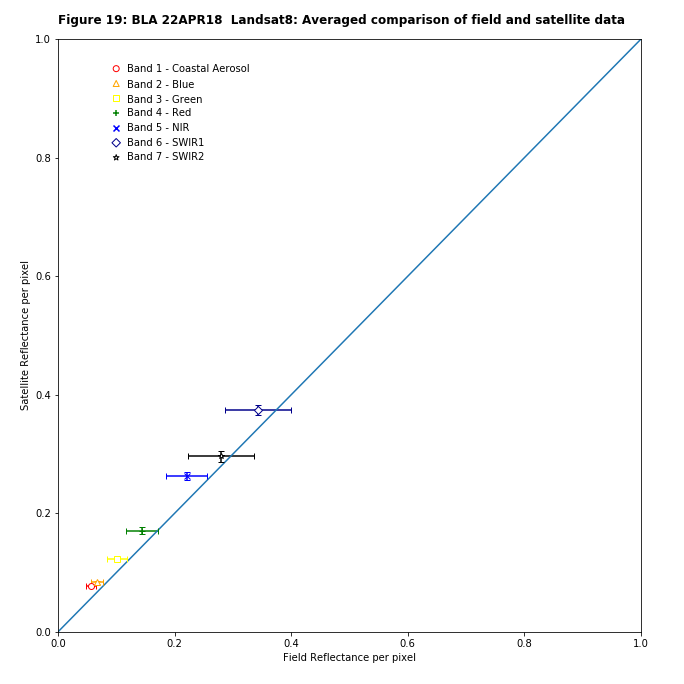 Figure 19: BLA 22APR18  Landsat8: Averaged comparison of field and satellite data
1.0
0.8
0.6
0.4
0.2
0.0
Satellite Reflectance per pixel
Band 1 - Coastal Aerosol
Band 2 - Blue
Band 3 - Green
Band 4 - Red
Band 5 - NIR
Band 6 - SWIR1
Band 7 - SWIR2
0.0 0.2 0.4 0.6 0.8 1.0
Field Reflectance per pixel